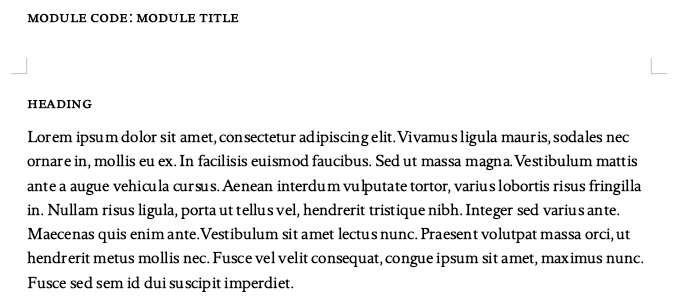 MODULE CODE: MODULE TITLE
HEADING
Lorem ipsum dolor sit amet, consectetur adipiscing elit. Vivamus ligula mauris, sodales nec
ornare in, mollis eu ex. In facilisis euismod faucibus. Sed ut massa magna. Vestibulum mattis
ante a augue vehicula cursus. Aenean interdum vulputate tortor, varius lobortis risus fringilla
in. Nullam risus ligula, porta ut tellus vel, hendrerit tristique nibh. Integer sed varius ante.
Maecenas quis enim ante. Vestibulum sit amet lectus nunc. Praesent volutpat massa orci, ut
hendrerit metus mollis nec. Fusce vel velit consequat, congue ipsum sit amet, maximus nunc.
Fusce sed sem id dui suscipit imperdiet.